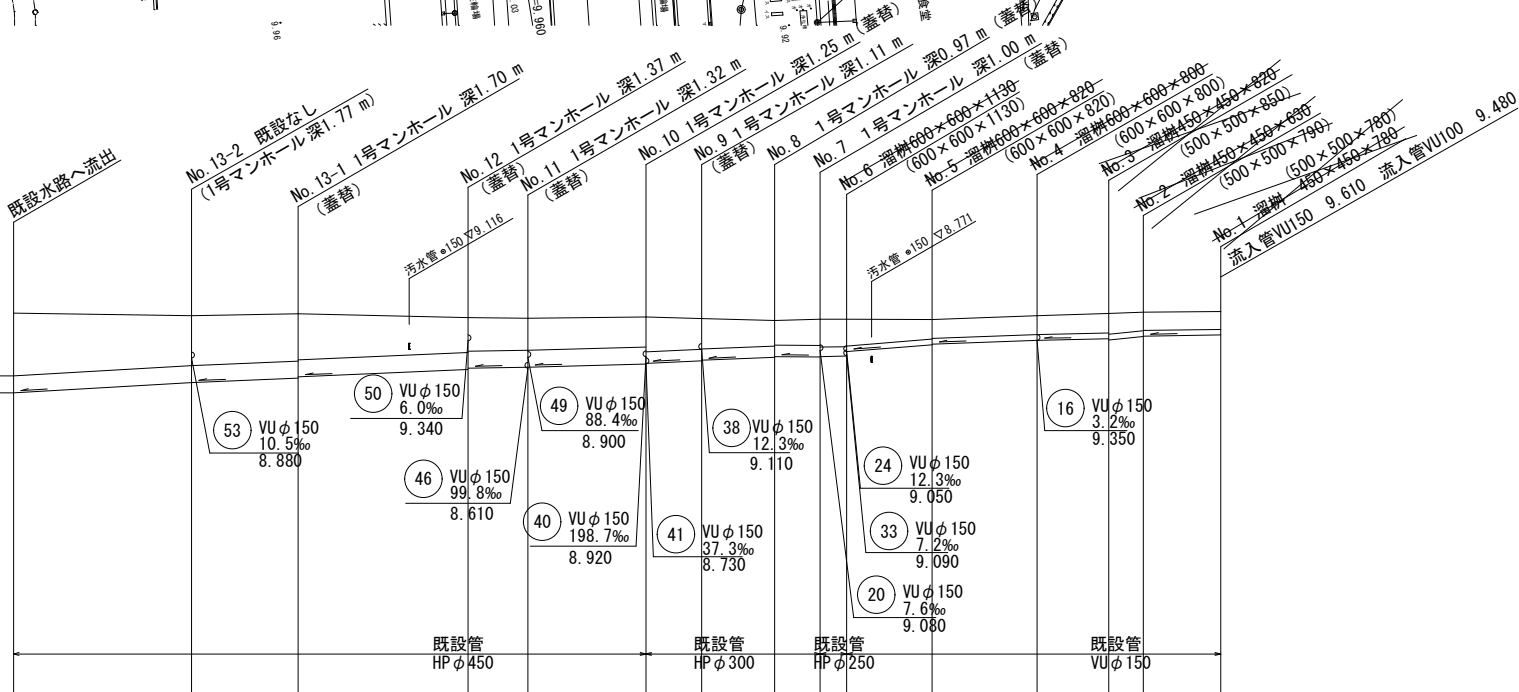 9.96
03
=9.960
9.92
食堂
既設水路へ流出
No.13-2 既設なし
(1号マンホール深1.77 m)
No.13-1 1号マンホール 深1.70 m
(蓋替)
No.12 1号マンホール 深1.37 m
(蓋替)
No.11 1号マンホール 深1.32 m
(蓋替)
No.10 1号マンホール 深1.25 m
(蓋替)
No.9 1号マンホール 深1.11 m
(蓋替)
No.8 1号マンホール 深0.97 m
(蓋替)
No.7 1号マンホール 深1.00 m
(蓋替)
No.6 溜桝600×600×1130
(600×600×1130)
No.5 溜桝600×600×820
(600×600×820)
No.4 溜桝600×600×800
(600×600×800)
No.3 溜桝450×450×820
(500×500×850)
No.2 溜桝450×450×630
(500×500×790)
No.1 溜桝 450×450×780
(500×500×780)
流入管VU150 9.610 流入管VU100 9.480
汚水管 φ150 ▽9.116
汚水管 φ150 ▽8.771
53 VUφ150
10.5‰
8.880
50 VUφ150
6.0‰
9.340
46 VUφ150
99.8‰
8.610
49 VUφ150
88.4‰
8.900
40 VUφ150
198.7‰
8.920
41 VUφ150
37.3‰
8.730
38 VUφ150
12.3‰
9.110
24 VUφ150
12.3‰
9.050
33 VUφ150
7.2‰
9.090
20 VUφ150
7.6‰
9.080
16 VUφ150
3.2‰
9.350
既設管
HPφ450
既設管
HPφ300
既設管
HPφ250
既設管
VUφ150